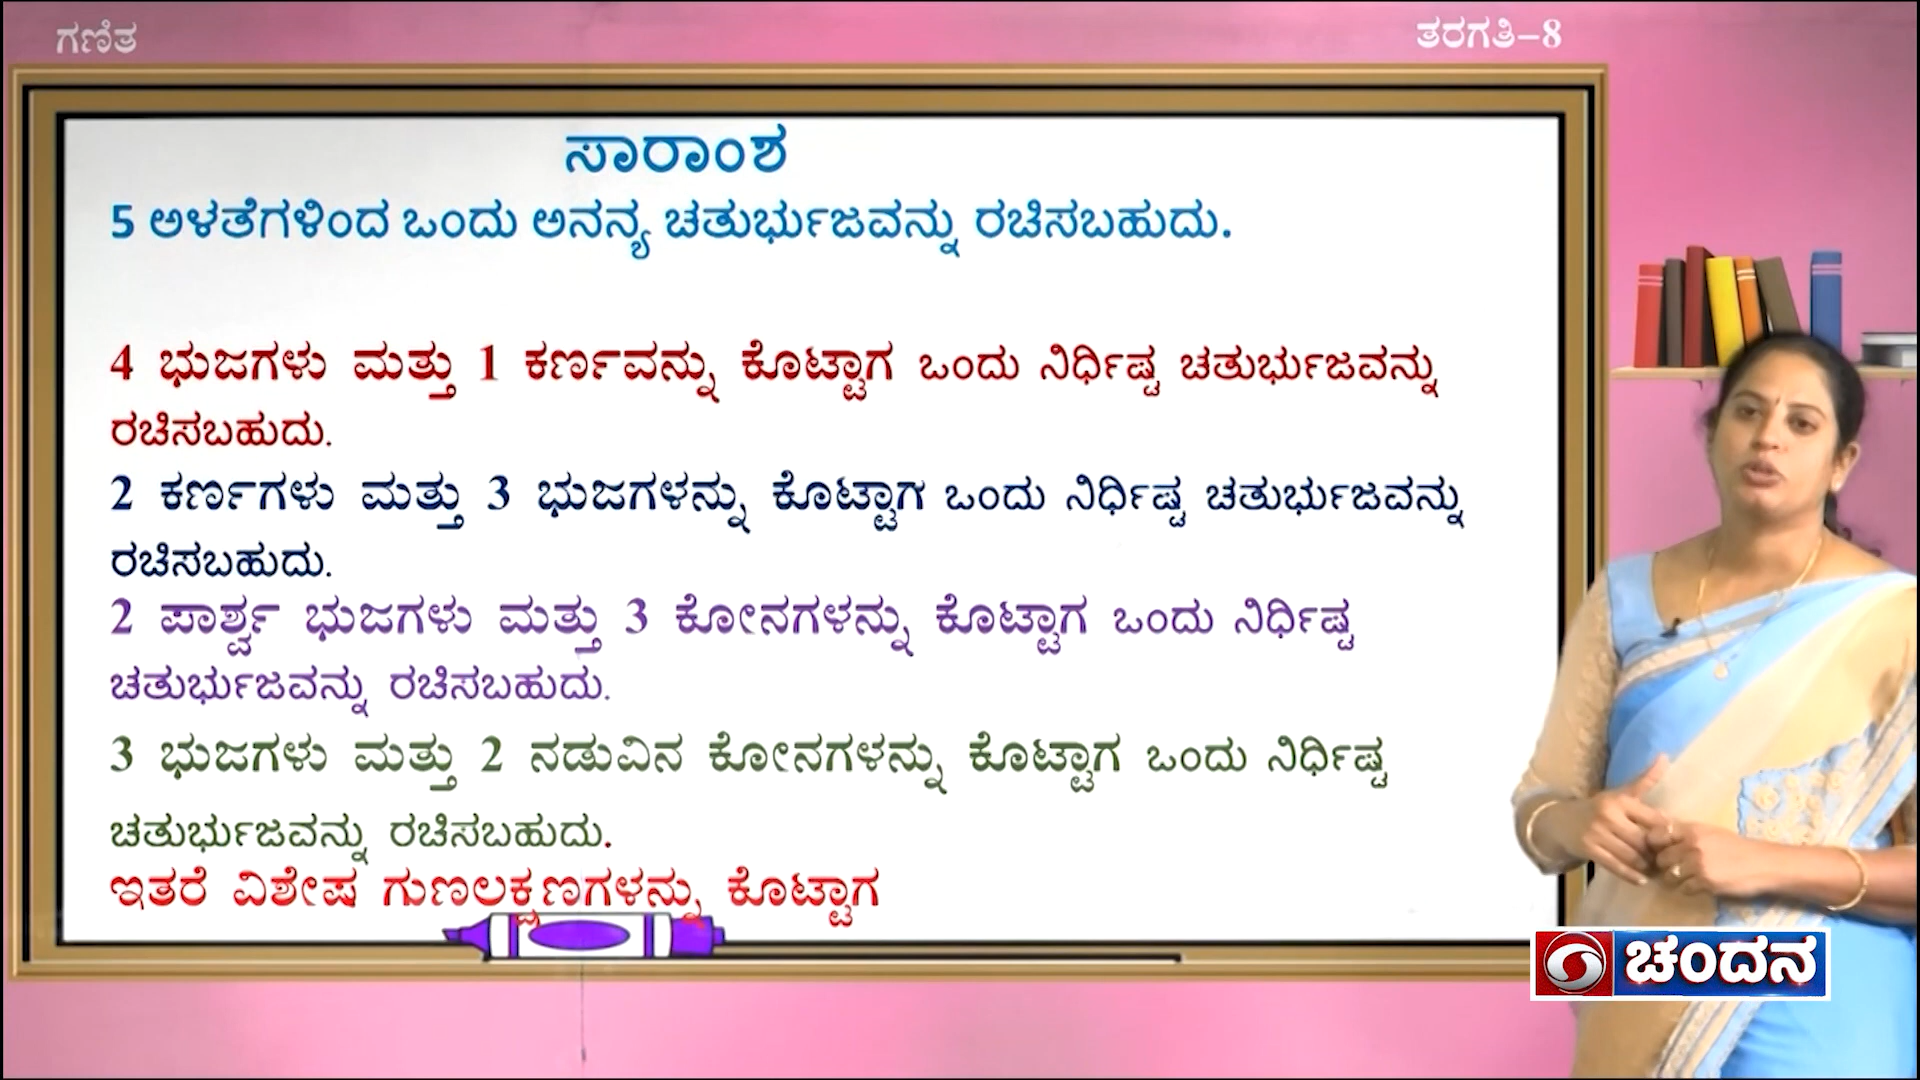 ಗಣಿತ
ತರಗತಿ–8
ಸಾರಾಂಶ
5 ಅಳತೆಗಳಿಂದ ಒಂದು ಅನನ್ಯ ಚತುರ್ಭುಜವನ್ನು ರಚಿಸಬಹುದು.
4 ಭುಜಗಳು ಮತ್ತು 1 ಕರ್ಣವನ್ನು ಕೊಟ್ಟಾಗ ಒಂದು ನಿರ್ಧಿಷ್ಟ ಚತುರ್ಭುಜವನ್ನು
ರಚಿಸಬಹುದು.
2 ಕರ್ಣಗಳು ಮತ್ತು 3 ಭುಜಗಳನ್ನು ಕೊಟ್ಟಾಗ ಒಂದು ನಿರ್ಧಿಷ್ಟ ಚತುರ್ಭುಜವನ್ನು
ರಚಿಸಬಹುದು.
2 ಪಾರ್ಶ್ವ ಭುಜಗಳು ಮತ್ತು 3 ಕೋನಗಳನ್ನು ಕೊಟ್ಟಾಗ ಒಂದು ನಿರ್ಧಿಷ್ಟ
ಚತುರ್ಭುಜವನ್ನು ರಚಿಸಬಹುದು.
3 ಭುಜಗಳು ಮತ್ತು 2 ನಡುವಿನ ಕೋನಗಳನ್ನು ಕೊಟ್ಟಾಗ ಒಂದು ನಿರ್ಧಿಷ್ಟ
ಚತುರ್ಭುಜವನ್ನು ರಚಿಸಬಹುದು.
ಇತರೆ ವಿಶೇಷ ಗುಣಲಕ್ಷಣಗಳನ್ನು ಕೊಟ್ಟಾಗ
ಚಂದನ